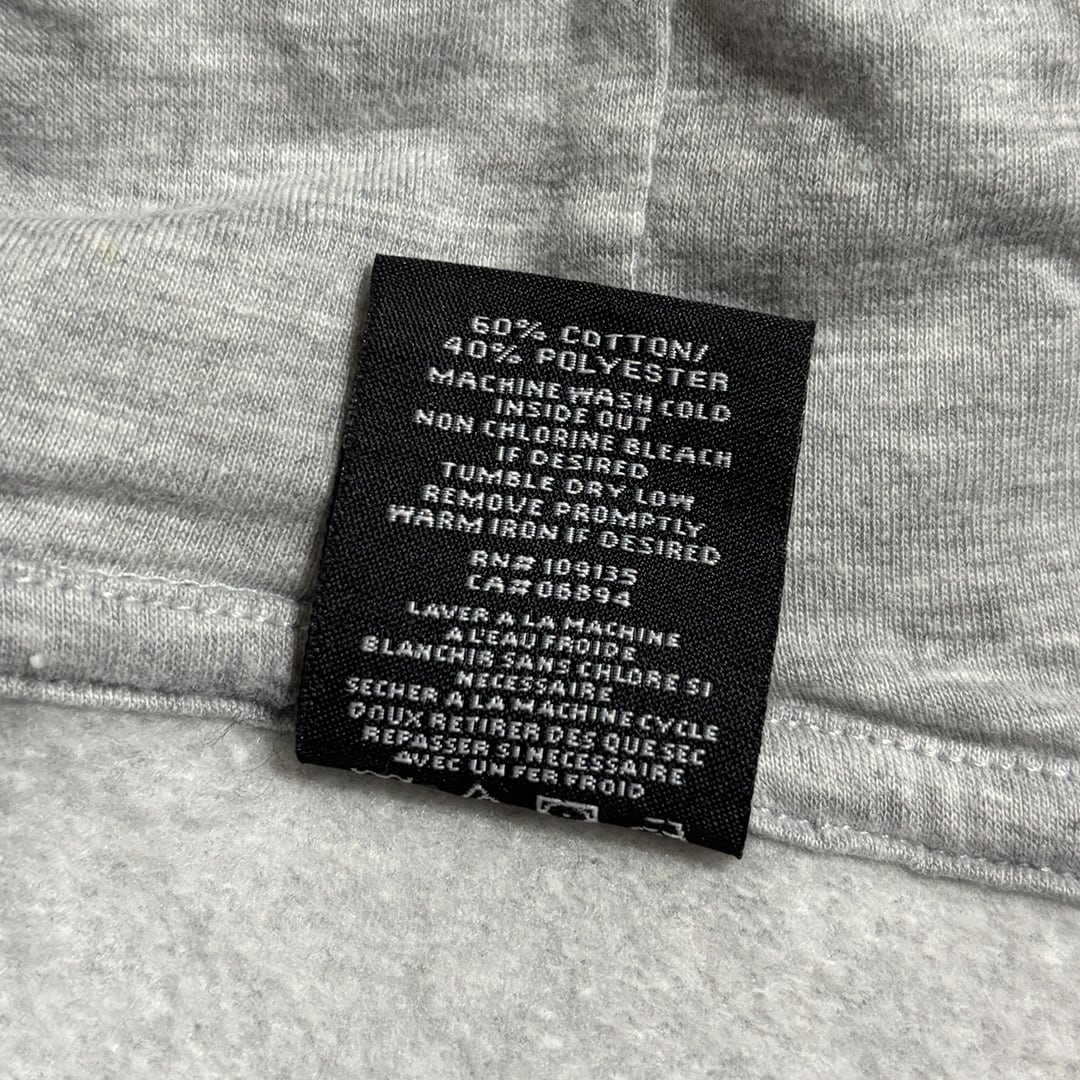 60% COTTON/
40% POLYESTER
MACHINE WASH COLD
INSIDE OUT
NON CHLORINE BLEACH
IF DESIRED
TUMBLE DRY LOW
REMOVE PROMPTLY
WARM IRON IF DESIRED
RN# 109135
CA# 06894
LAVER A LA MACHINE
A L'EAU FROIDE
BLANCHIR SANS CHLORE SI
NECESSAIRE
SECHER A LA MACHINE CYCLE
DOUX RETIRER DES QUE SEC
REPASSER SI NECESSAIRE
AVEC UN FER FROID